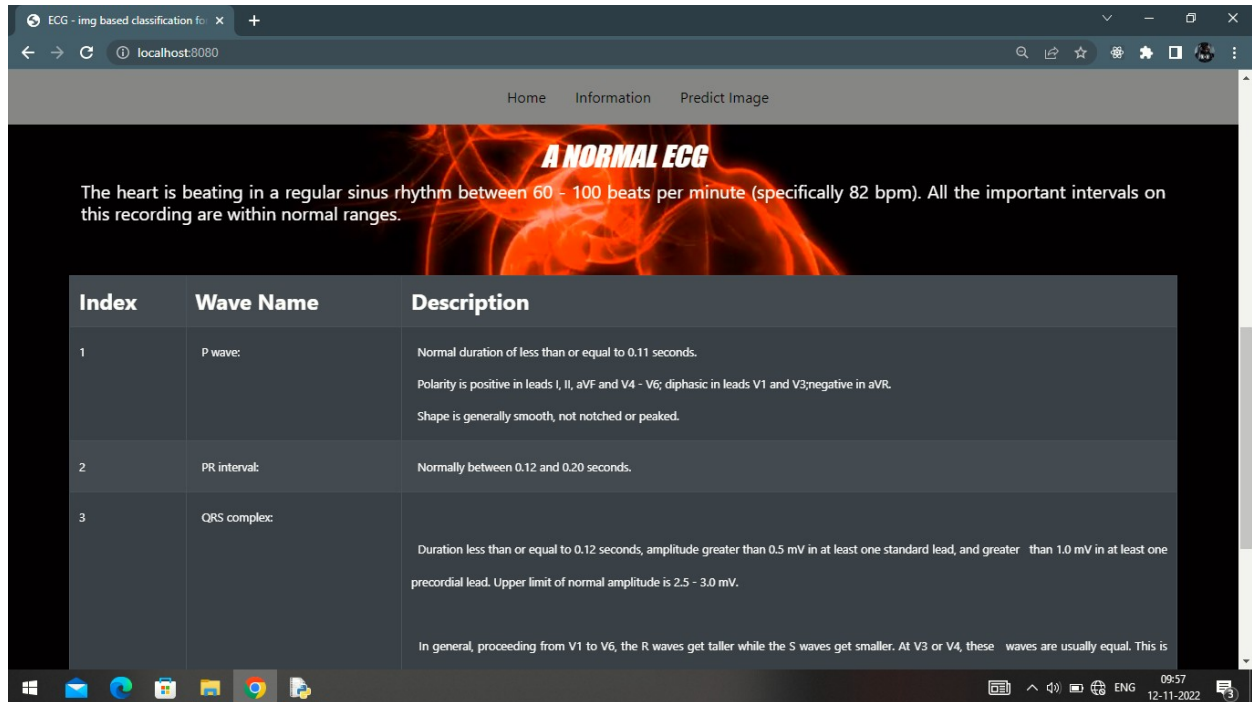 ECG - img based classification for
localhost:8080
Home Information Predict Image
A NORMAL ECG
The heart is beating in a regular sinus rhythm between 60 - 100 beats per minute (specifically 82 bpm). All the important intervals on
this recording are within normal ranges.
Index Wave Name Description
1 P wave: Normal duration of less than or equal to 0.11 seconds.
Polarity is positive in leads I, II, aVF and V4 - V6; diphasic in leads V1 and V3;negative in aVR.
Shape is generally smooth, not notched or peaked.
2 PR interval: Normally between 0.12 and 0.20 seconds.
3 QRS complex:
Duration less than or equal to 0.12 seconds, amplitude greater than 0.5 mV in at least one standard lead, and greater than 1.0 mV in at least one
precordial lead. Upper limit of normal amplitude is 2.5 - 3.0 mV.
In general, proceeding from V1 to V6, the R waves get taller while the S waves get smaller. At V3 or V4, these waves are usually equal. This is
ENG 09:57
12-11-2022 3